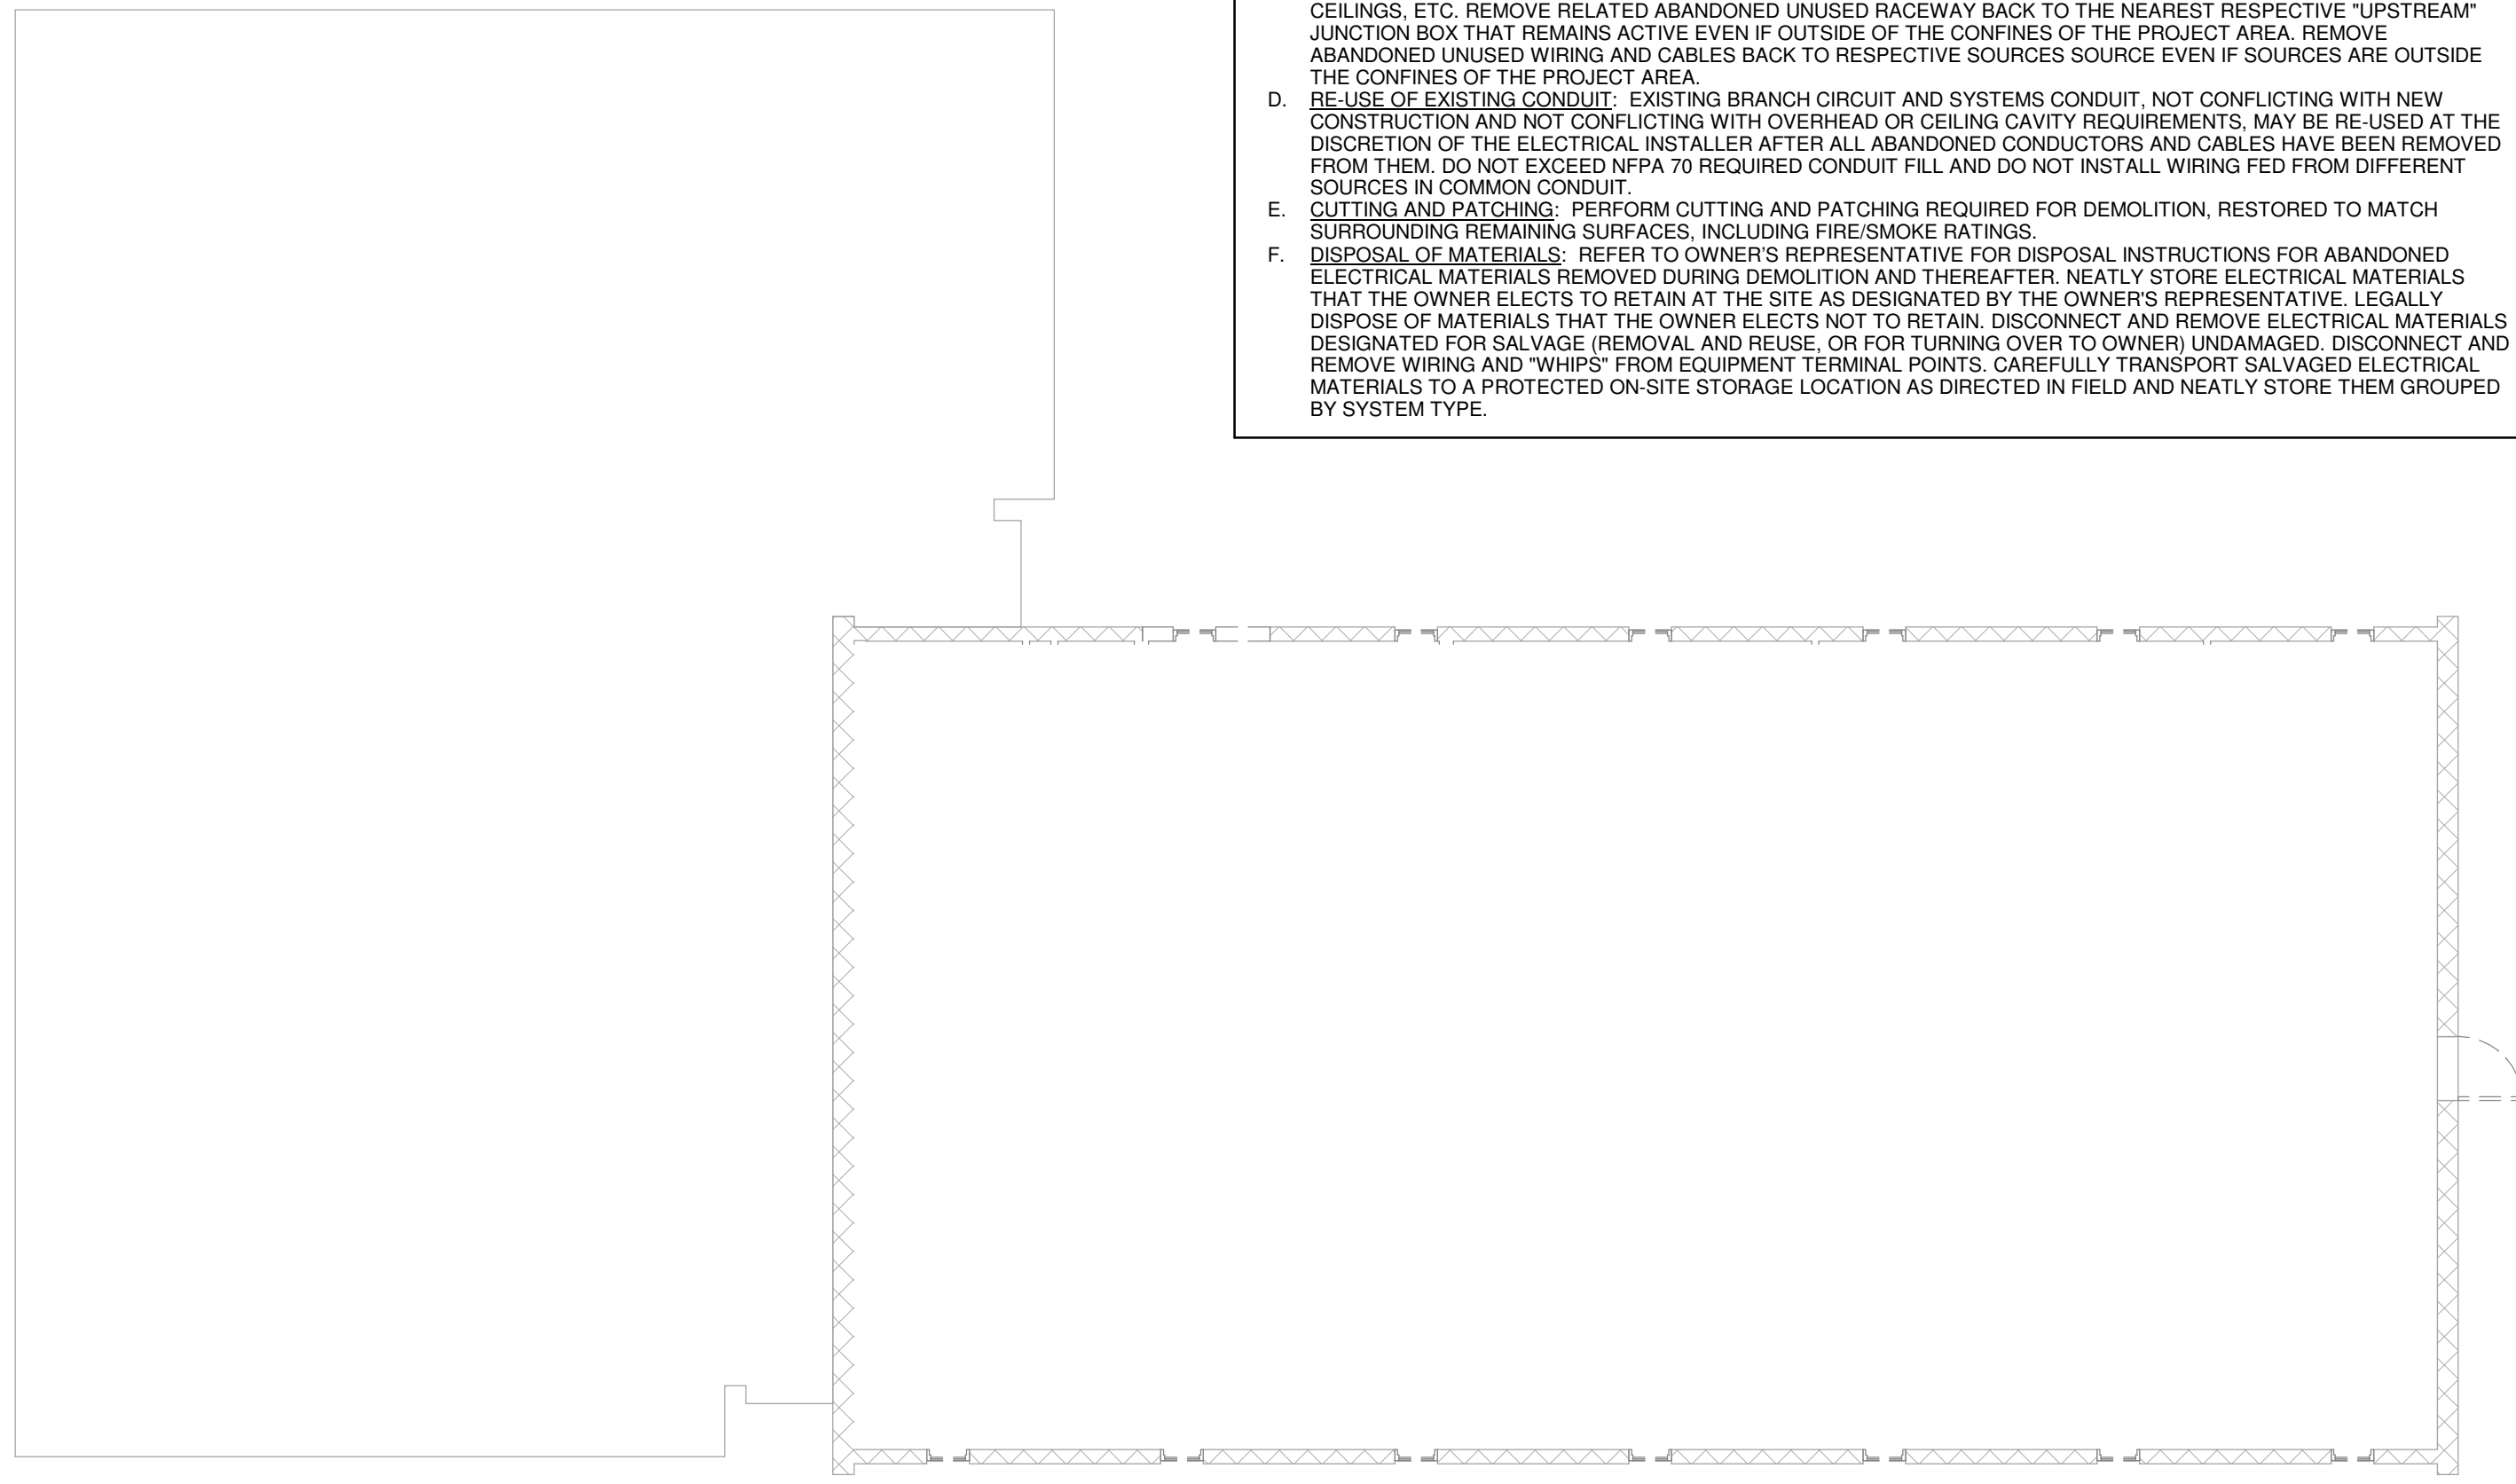 CEILINGS, ETC. REMOVE RELATED ABANDONED UNUSED RACEWAY BACK TO THE NEAREST RESPECTIVE "UPSTREAM"
JUNCTION BOX THAT REMAINS ACTIVE EVEN IF OUTSIDE OF THE CONFINES OF THE PROJECT AREA. REMOVE
ABANDONED UNUSED WIRING AND CABLES BACK TO RESPECTIVE SOURCES SOURCE EVEN IF SOURCES ARE OUTSIDE
THE CONFINES OF THE PROJECT AREA.
D. RE-USE OF EXISTING CONDUIT: EXISTING BRANCH CIRCUIT AND SYSTEMS CONDUIT, NOT CONFLICTING WITH NEW
CONSTRUCTION AND NOT CONFLICTING WITH OVERHEAD OR CEILING CAVITY REQUIREMENTS, MAY BE RE-USED AT THE
DISCRETION OF THE ELECTRICAL INSTALLER AFTER ALL ABANDONED CONDUCTORS AND CABLES HAVE BEEN REMOVED
FROM THEM. DO NOT EXCEED NFPA 70 REQUIRED CONDUIT FILL AND DO NOT INSTALL WIRING FED FROM DIFFERENT
SOURCES IN COMMON CONDUIT.
E. CUTTING AND PATCHING: PERFORM CUTTING AND PATCHING REQUIRED FOR DEMOLITION, RESTORED TO MATCH
SURROUNDING REMAINING SURFACES, INCLUDING FIRE/SMOKE RATINGS.
F. DISPOSAL OF MATERIALS: REFER TO OWNER'S REPRESENTATIVE FOR DISPOSAL INSTRUCTIONS FOR ABANDONED
ELECTRICAL MATERIALS REMOVED DURING DEMOLITION AND THEREAFTER. NEATLY STORE ELECTRICAL MATERIALS
THAT THE OWNER ELECTS TO RETAIN AT THE SITE AS DESIGNATED BY THE OWNER'S REPRESENTATIVE. LEGALLY
DISPOSE OF MATERIALS THAT THE OWNER ELECTS NOT TO RETAIN. DISCONNECT AND REMOVE ELECTRICAL MATERIALS
DESIGNATED FOR SALVAGE (REMOVAL AND REUSE, OR FOR TURNING OVER TO OWNER) UNDAMAGED. DISCONNECT AND
REMOVE WIRING AND "WHIPS" FROM EQUIPMENT TERMINAL POINTS. CAREFULLY TRANSPORT SALVAGED ELECTRICAL
MATERIALS TO A PROTECTED ON-SITE STORAGE LOCATION AS DIRECTED IN FIELD AND NEATLY STORE THEM GROUPED
BY SYSTEM TYPE.